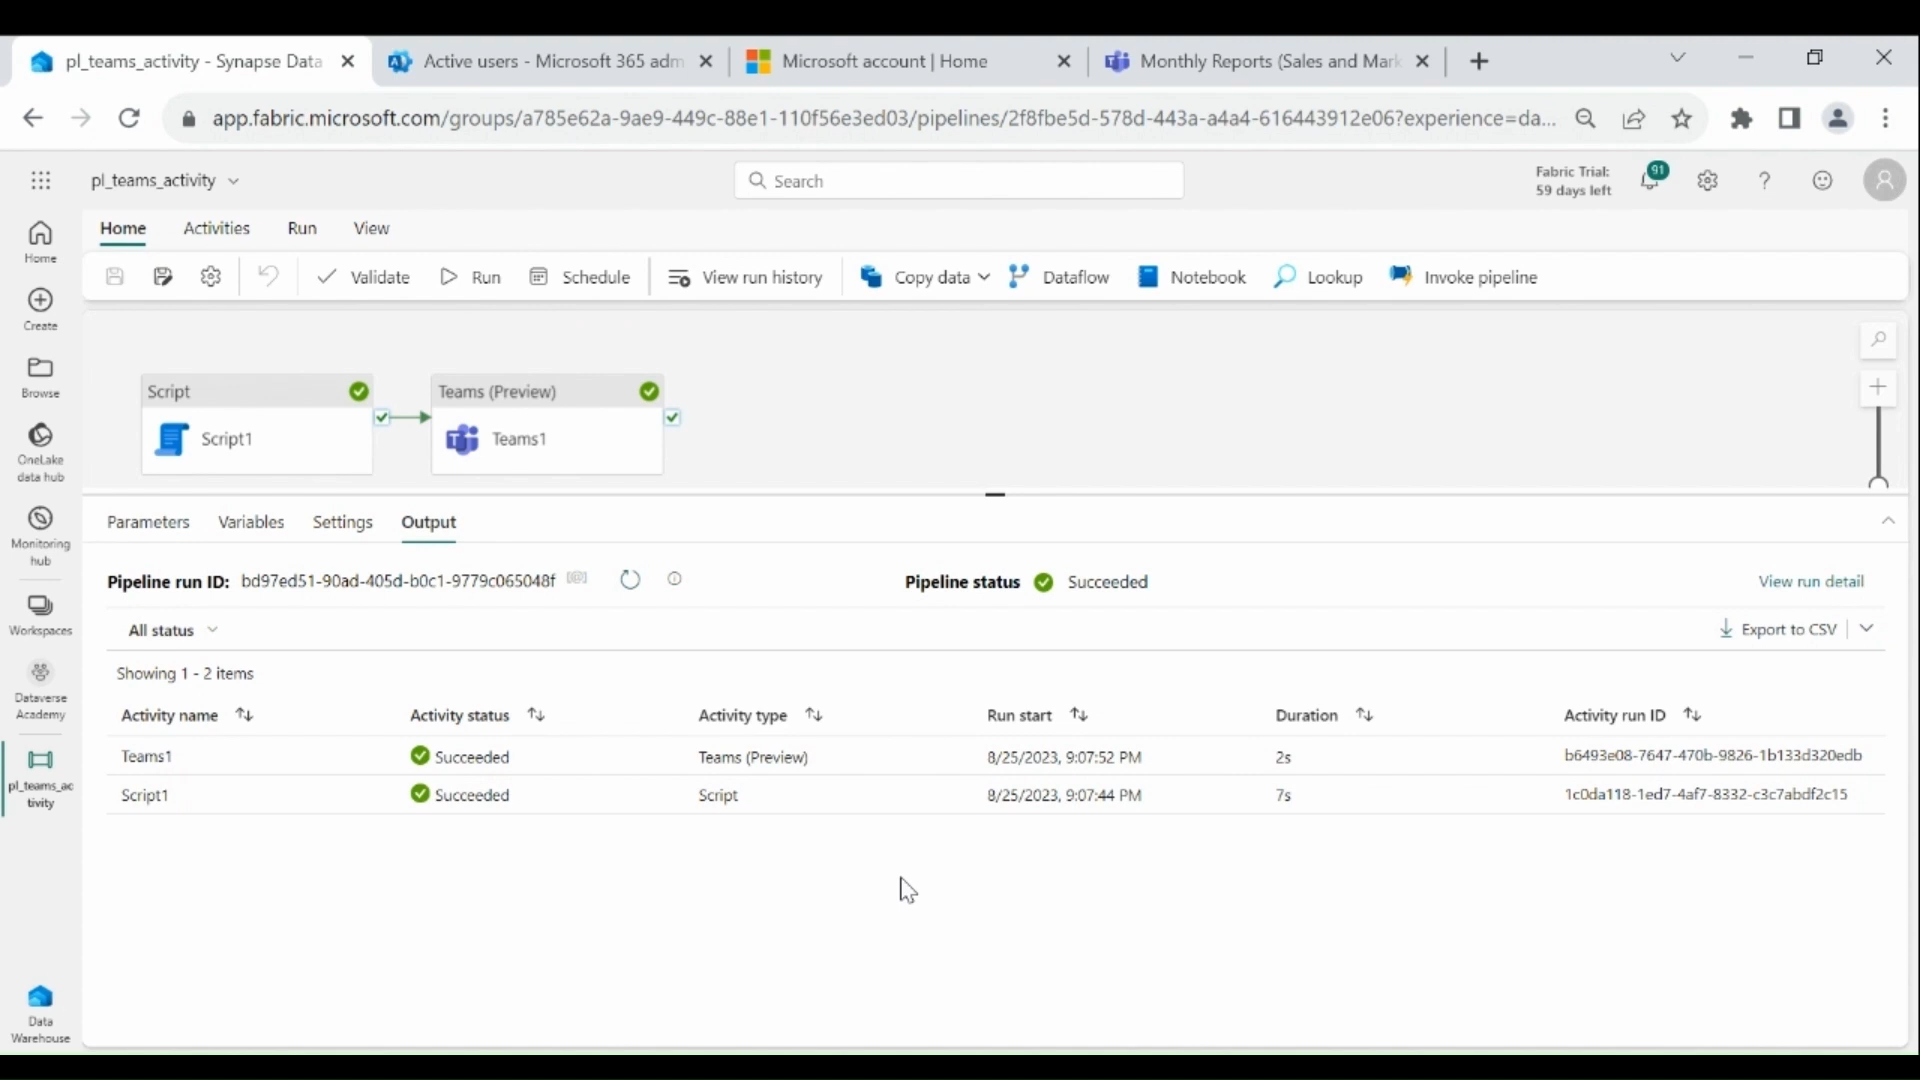 pl_teams_activity - Synapse Data
Active users - Microsoft 365 adm
Microsoft account | Home
Monthly Reports (Sales and Mark
app.fabric.microsoft.com/groups/a785e62a-9ae9-449c-88e1-110f56e3ed03/pipelines/2f8fbe5d-578d-443a-a4a4-616443912e06?experience=da...
pl_teams_activity
Search
Fabric Trial:
59 days left
91
Home
Activities
Run
View
Validate
Run
Schedule
View run history
Copy data
Dataflow
Notebook
Lookup
Invoke pipeline
Home
Create
Browse
OneLake
data hub
Monitoring
hub
Workspaces
Dataverse
Academy
pl_teams_ac
tivity
Data
Warehouse
Script
Script1
Teams (Preview)
Teams1
Parameters
Variables
Settings
Output
Pipeline run ID: bd97ed51-90ad-405d-b0c1-9779c065048f
Pipeline status Succeeded
View run detail
All status
Export to CSV
Showing 1 - 2 items
Activity name Activity status Activity type Run start Duration Activity run ID
Teams1 Succeeded Teams (Preview) 8/25/2023, 9:07:52 PM 2s b6493e08-7647-470b-9826-1b133d320edb
Script1 Succeeded Script 8/25/2023, 9:07:44 PM 7s 1c0da118-1ed7-4af7-8332-c3c7abdf2c15